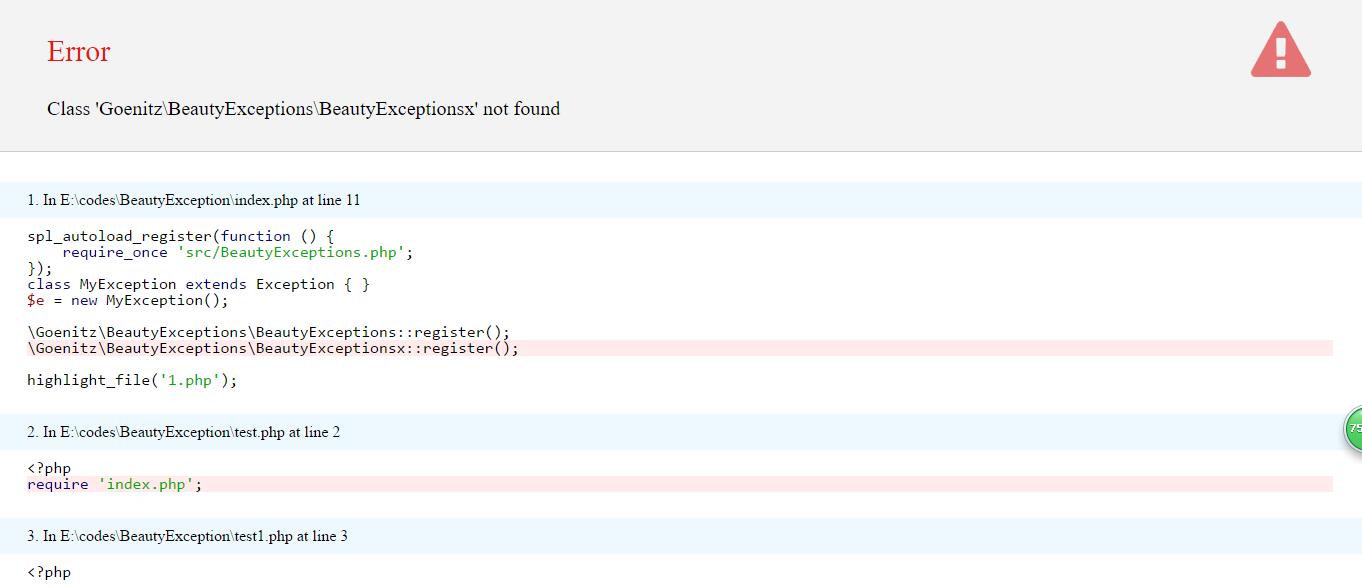 Error
Class 'Goenitz\BeautyExceptions\BeautyExceptionsx' not found
1. In E:\codes\BeautyException\index.php at line 11
spl_autoload_register(function () {
    require_once 'src/BeautyExceptions.php';
});
class MyException extends Exception { }
$e = new MyException();
\Goenitz\BeautyExceptions\BeautyExceptions::register();
\Goenitz\BeautyExceptions\BeautyExceptionsx::register();
highlight_file('1.php');
2. In E:\codes\BeautyException\test.php at line 2
75
<?php
require 'index.php';
3. In E:\codes\BeautyException\test1.php at line 3
<?php